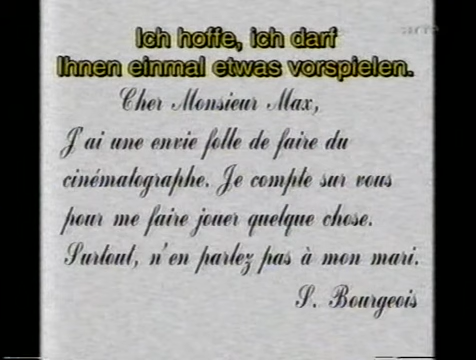 Ich hoffe, ich darf
Ihnen einmal etwas vorspielen.
Cher Monsieur Max,
J'ai une envie folle de faire du
cinématographe. Je compte sur vous
pour me faire jouer quelque chose.
Surtout, n'en parlez pas à mon mari.
S. Bourgeois